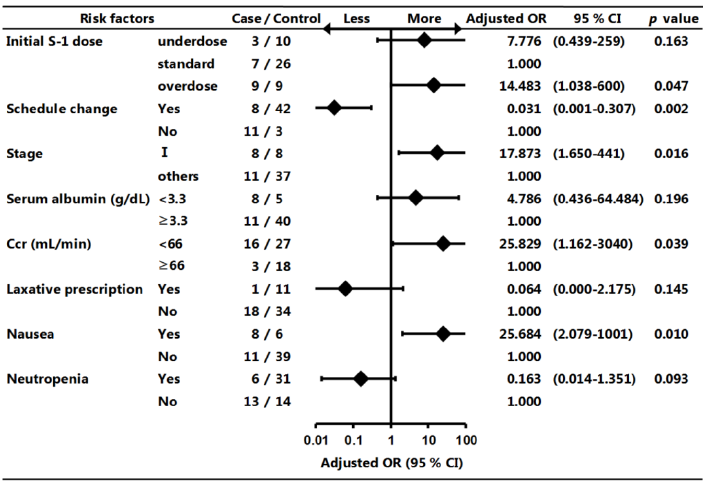 Risk factors Case / Control Less More Adjusted OR 95 % CI p value
Initial S-1 dose underdose 3 / 10 7.776 (0.439-259) 0.163
standard 7 / 26 1.000
overdose 9 / 9 14.483 (1.038-600) 0.047
Schedule change Yes 8 / 42 0.031 (0.001-0.307) 0.002
No 11 / 3 1.000
Stage I 8 / 8 17.873 (1.650-441) 0.016
others 11 / 37 1.000
Serum albumin (g/dL) <3.3 8 / 5 4.786 (0.436-64.484) 0.196
≥3.3 11 / 40 1.000
Ccr (mL/min) <66 16 / 27 25.829 (1.162-3040) 0.039
≥66 3 / 18 1.000
Laxative prescription Yes 1 / 11 0.064 (0.000-2.175) 0.145
No 18 / 34 1.000
Nausea Yes 8 / 6 25.684 (2.079-1001) 0.010
No 11 / 39 1.000
Neutropenia Yes 6 / 31 0.163 (0.014-1.351) 0.093
No 13 / 14 1.000
0.01 0.1 1 10 100
Adjusted OR (95 % CI)